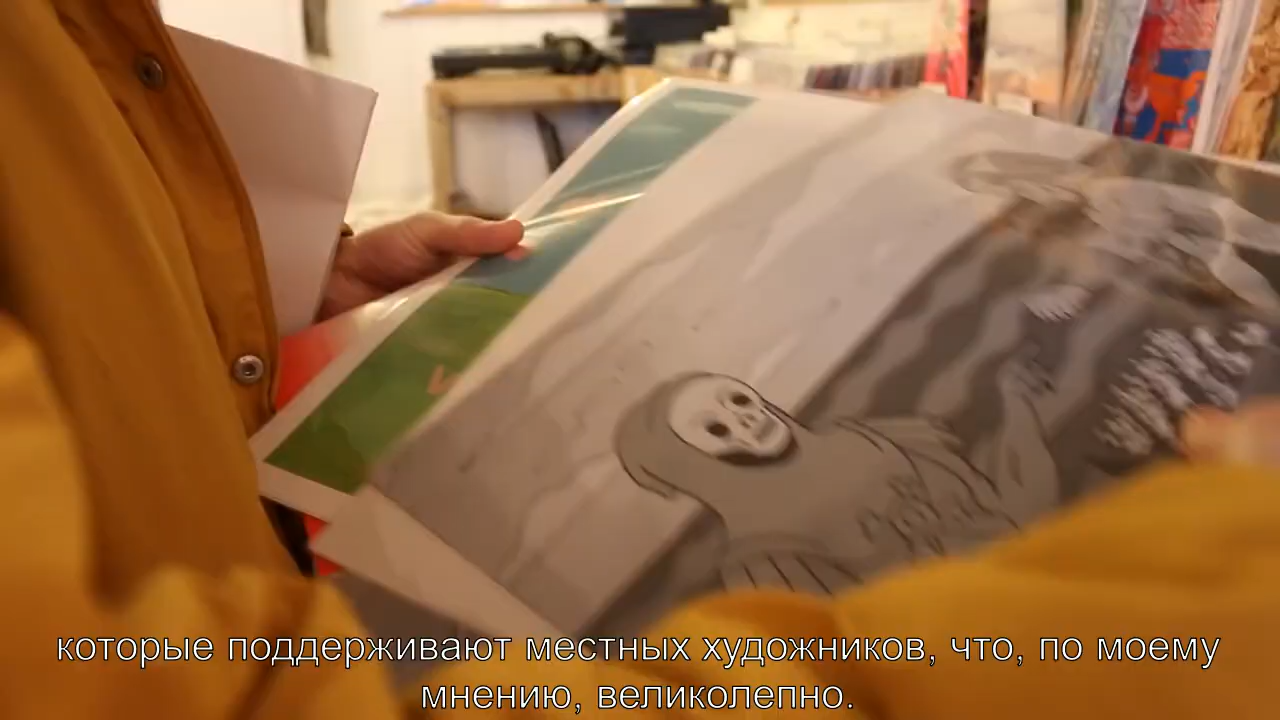 которые поддерживают местных художников, что, по моему
мнению, великолепно.